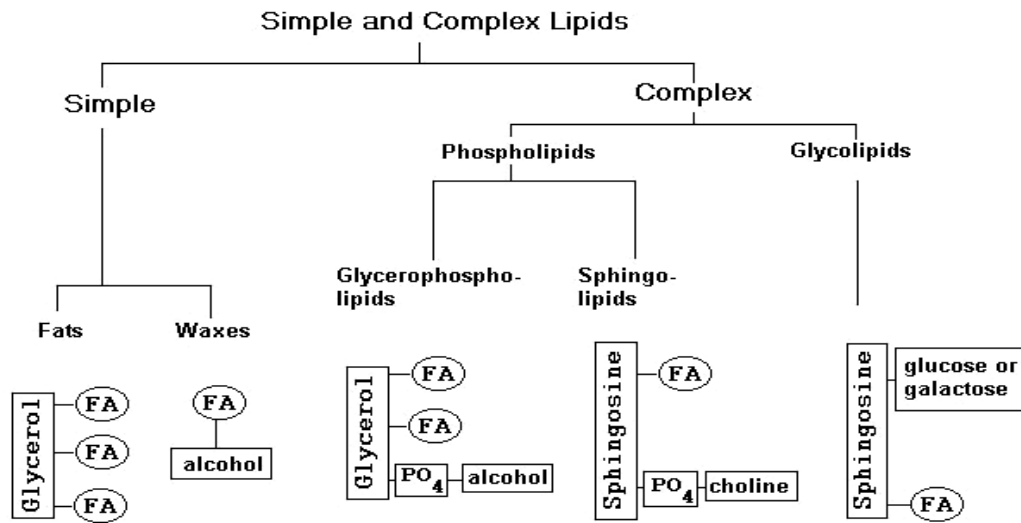 Simple and Complex Lipids
Simple
Complex
Phospholipids
Glycolipids
Glycerophospho-
lipids
Sphingo-
lipids
Fats
Waxes
Glycerol
FA
FA
FA
FA
alcohol
Glycerol
FA
FA
PO4
alcohol
Sphingosine
FA
PO4
choline
Sphingosine
glucose or
galactose
FA